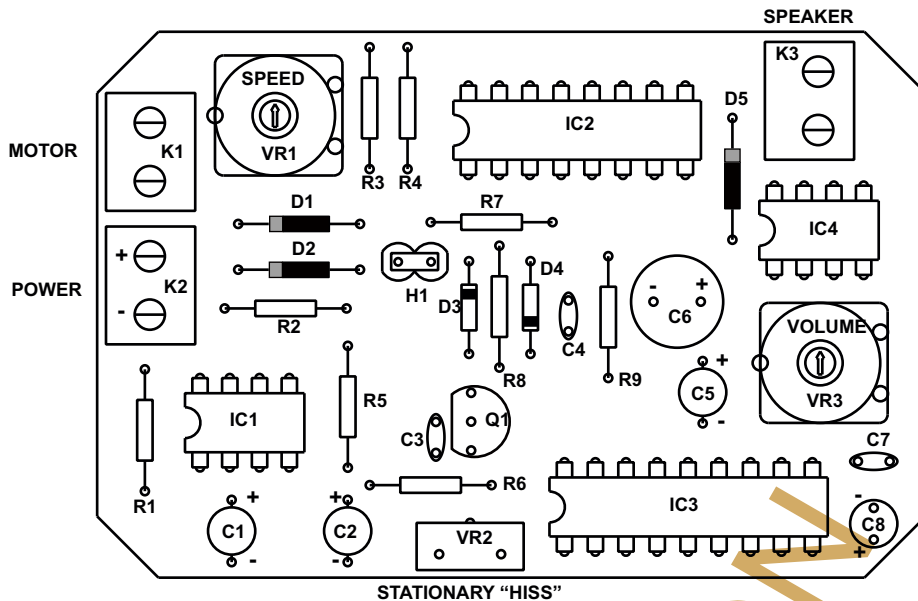 SPEAKER
K3
SPEED
VR1
D5
IC2
MOTOR
K1
R3
R4
D1
R7
IC4
D2
+
K2
-
POWER
H1
D3
D4
-
+
C6
R2
C4
VOLUME
R8
R9
+
C5
-
VR3
R5
IC1
C3
Q1
C7
R1
R6
+
C1
-
+
C2
-
VR2
IC3
-
C8
+
STATIONARY “HISS”